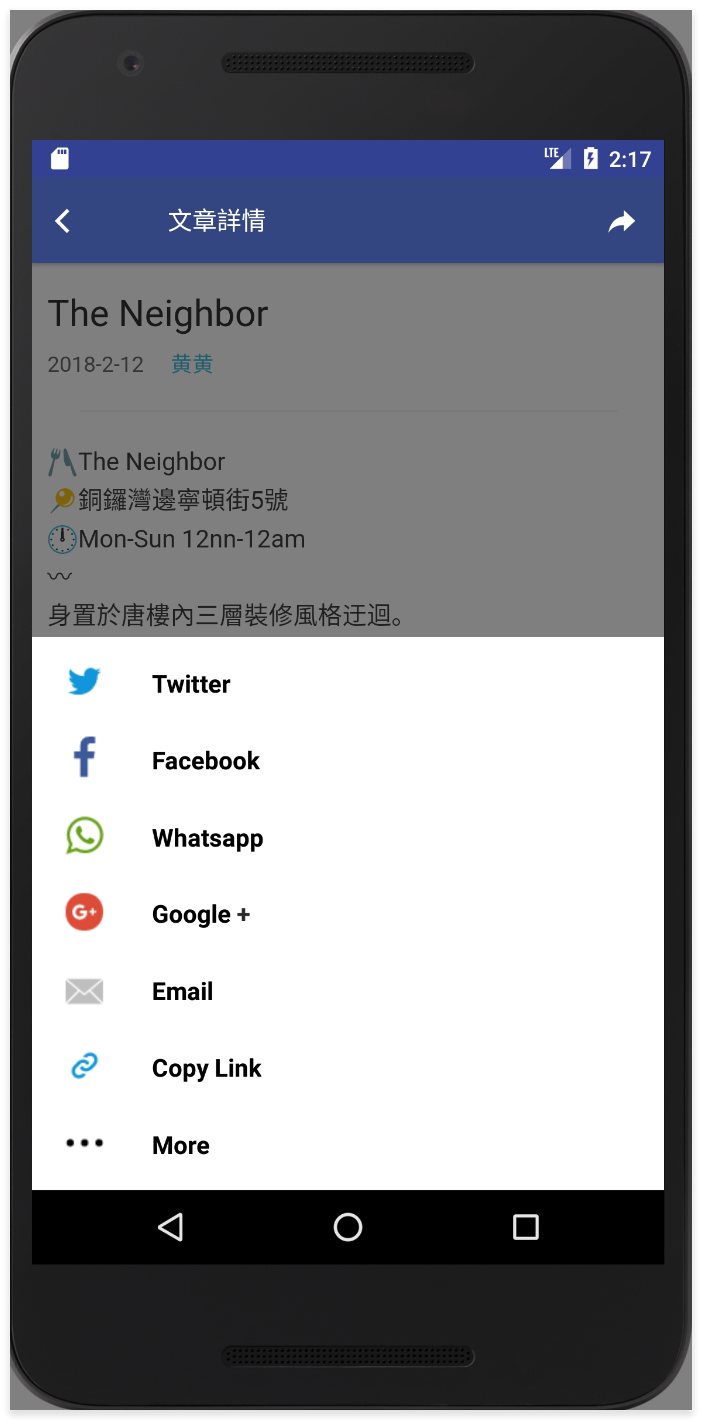 LTE 2:17
文章詳情
The Neighbor
2018-2-12 黄黄
🍴The Neighbor
📍銅鑼灣邊寧頓街5號
🕛Mon-Sun 12nn-12am
〰
身置於唐樓內三層裝修風格迂迴。
Twitter
Facebook
Whatsapp
G+ Google +
Email
Copy Link
More